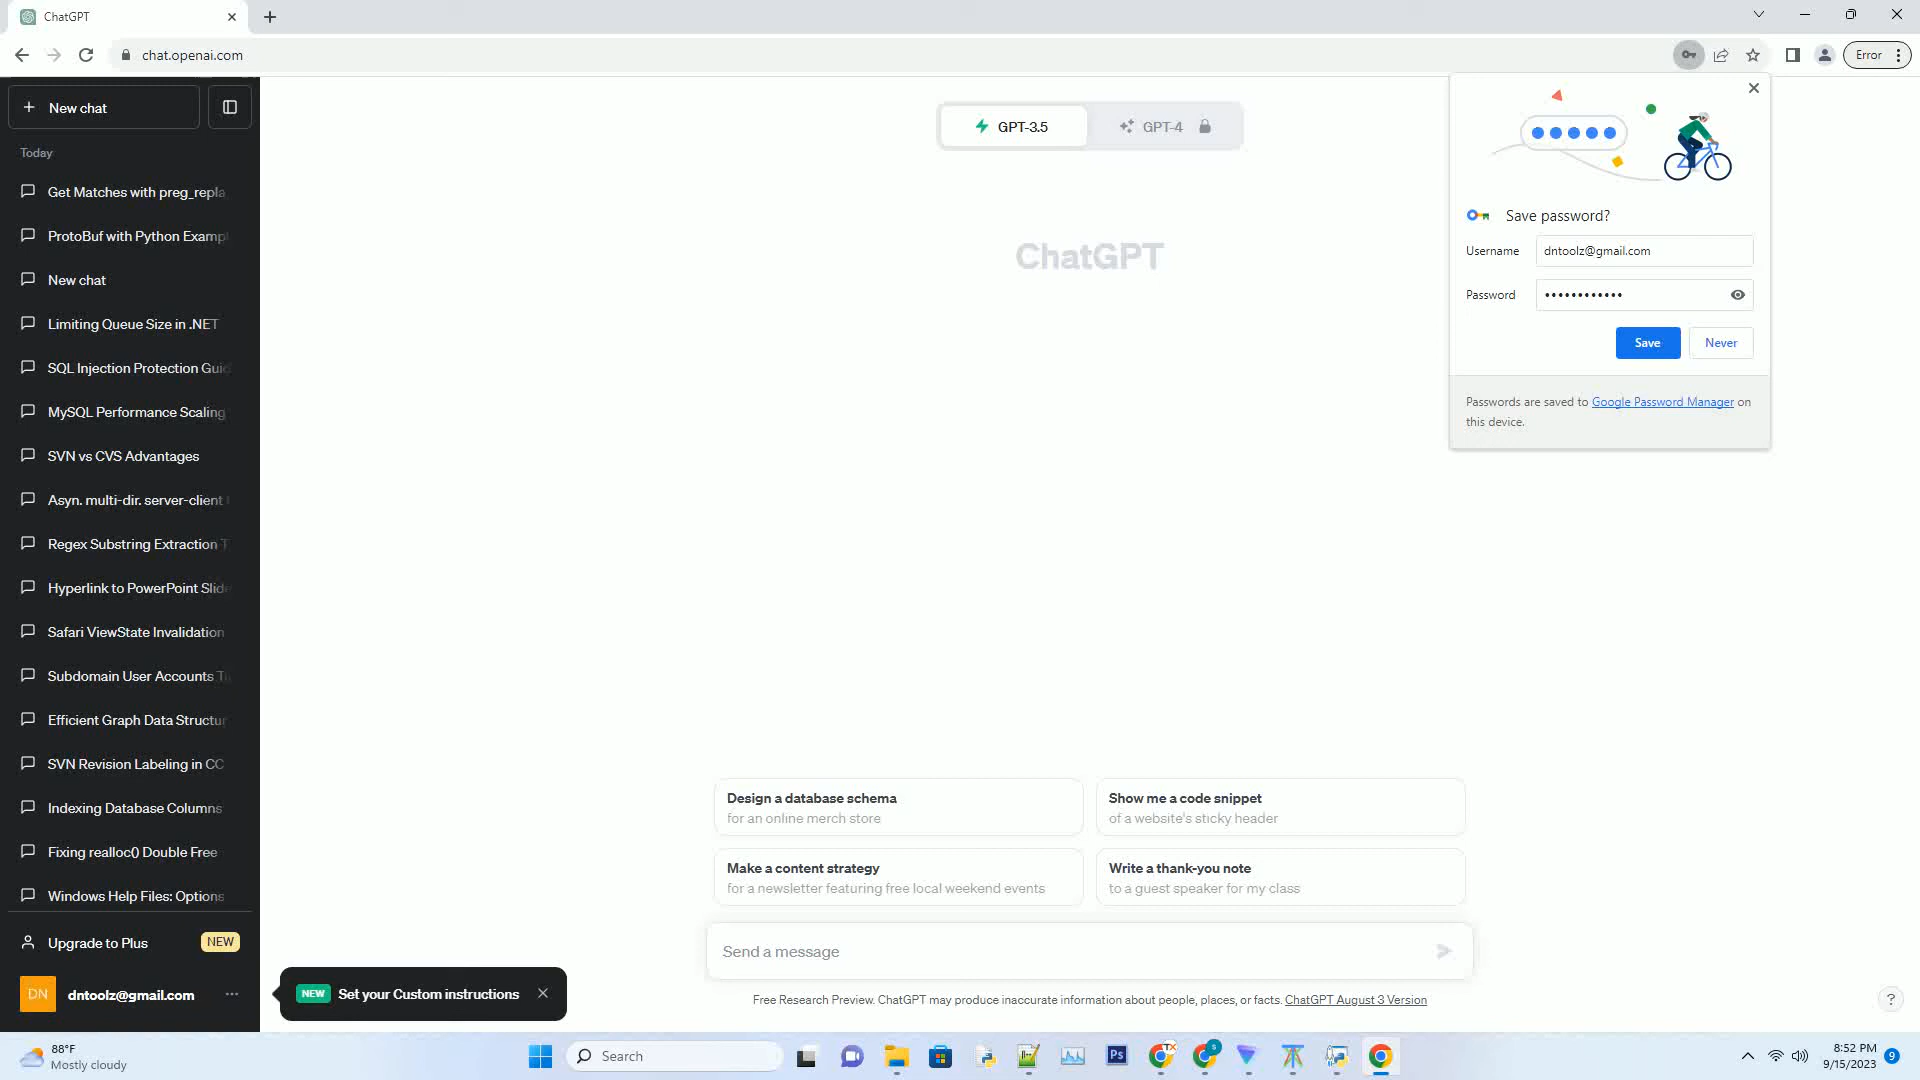 ChatGPT
chat.openai.com
Error
New chat
Today
Get Matches with preg_repla
ProtoBuf with Python Examp
New chat
Limiting Queue Size in .NET
SQL Injection Protection Guid
MySQL Performance Scaling
SVN vs CVS Advantages
Asyn. multi-dir. server-client
Regex Substring Extraction T
Hyperlink to PowerPoint Slide
Safari ViewState Invalidation
Subdomain User Accounts Tr
Efficient Graph Data Structur
SVN Revision Labeling in CC
Indexing Database Columns
Fixing realloc() Double Free
Windows Help Files: Options
Upgrade to Plus NEW
DN dntoolz@gmail.com
NEW Set your Custom instructions
GPT-3.5 GPT-4
ChatGPT
Save password?
Username dntoolz@gmail.com
Password
Save Never
Passwords are saved to Google Password Manager on
this device.
Design a database schema
for an online merch store
Show me a code snippet
of a website's sticky header
Make a content strategy
for a newsletter featuring free local weekend events
Write a thank-you note
to a guest speaker for my class
Send a message
Free Research Preview. ChatGPT may produce inaccurate information about people, places, or facts. ChatGPT August 3 Version
?
88°F
Mostly cloudy
Search
Ps
TX
S
8:52 PM
9/15/2023
9